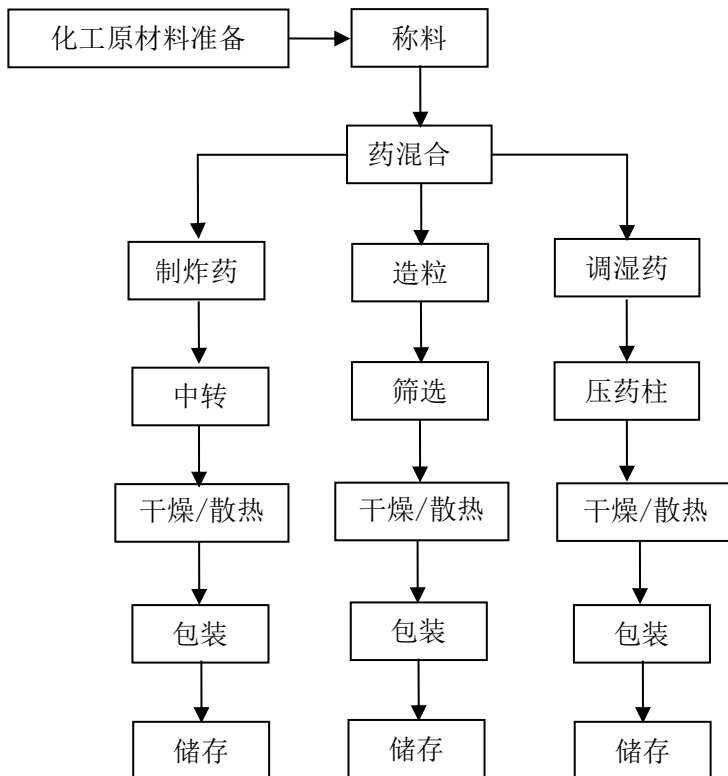 化工原材料准备
称料
药混合
制炸药
造粒
调湿药
中转
筛选
压药柱
干燥/散热
干燥/散热
干燥/散热
包装
包装
包装
储存
储存
储存